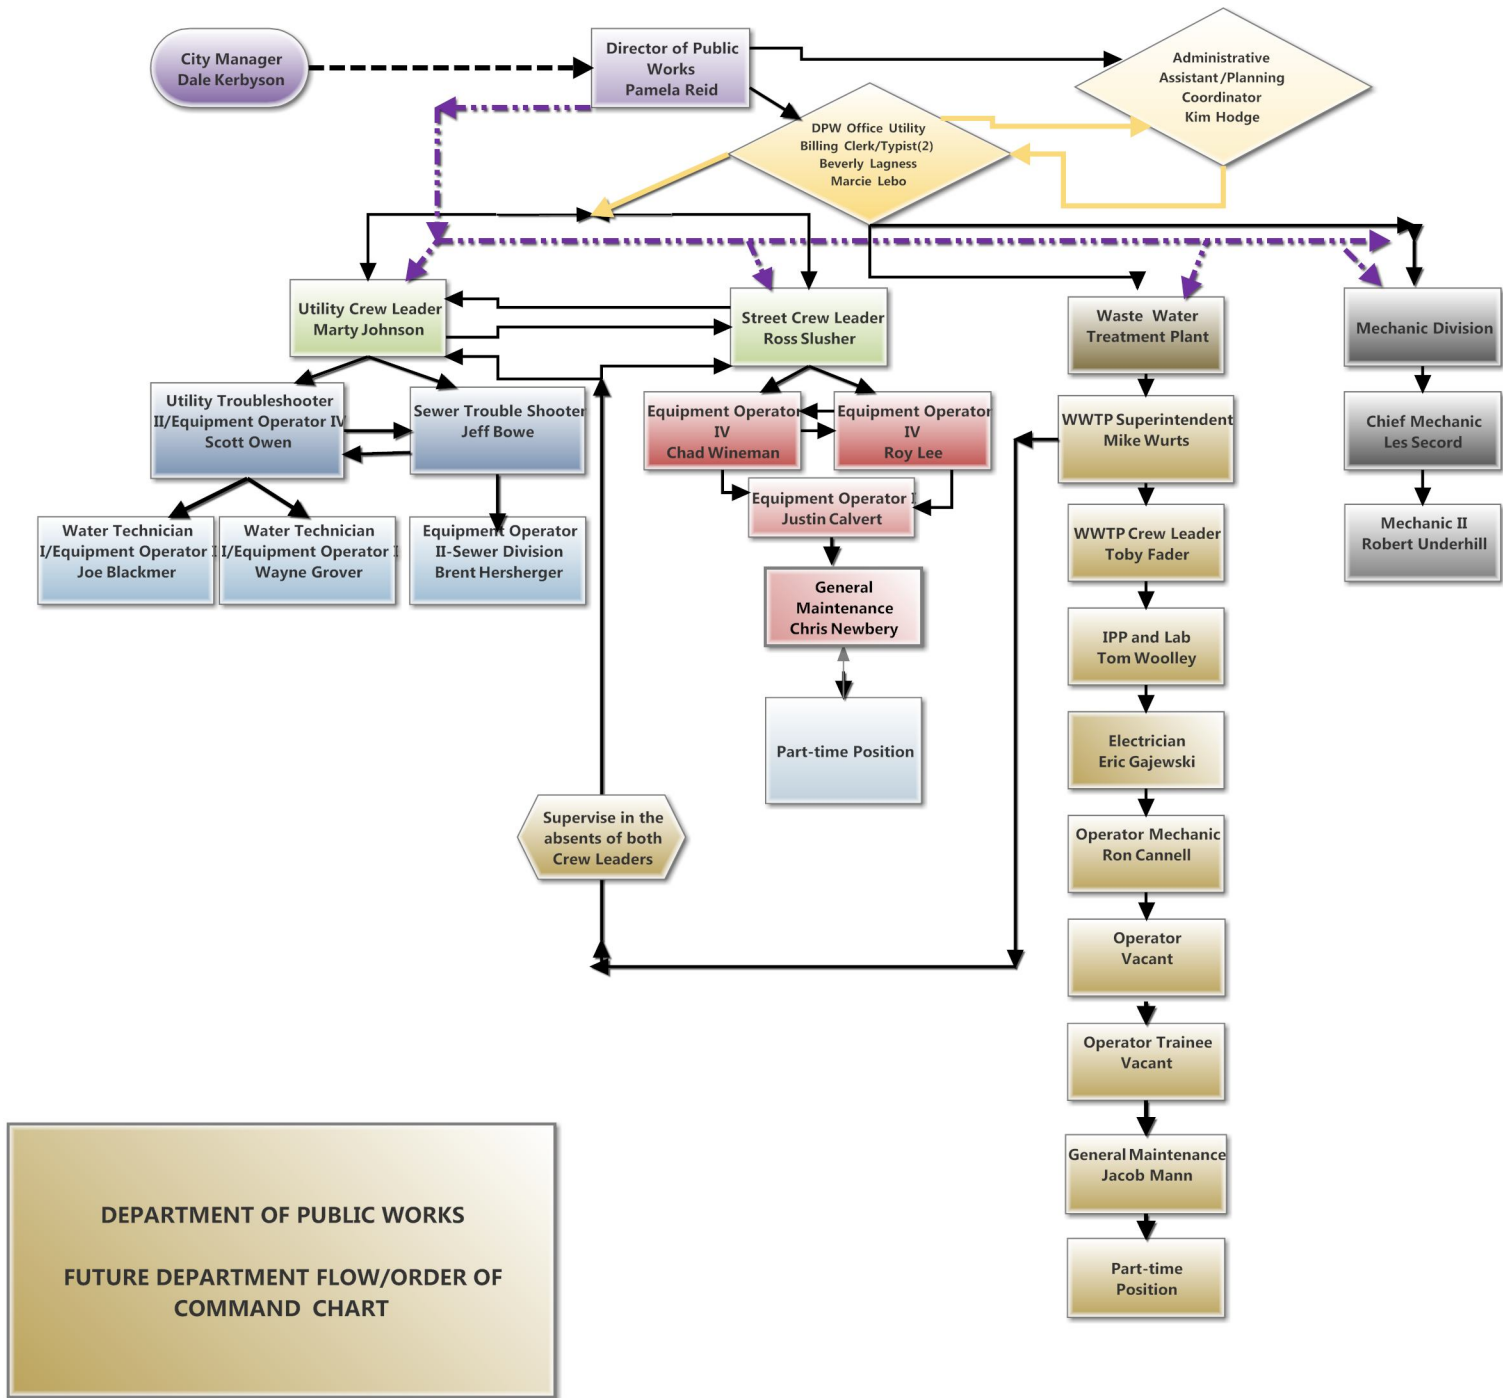 City Manager
Dale Kerbyson
Director of Public
Works
Pamela Reid
Administrative
Assistant/Planning
Coordinator
Kim Hodge
DPW Office Utility
Billing Clerk/Typist(2)
Beverly Lagness
Marcie Lebo
Utility Crew Leader
Marty Johnson
Street Crew Leader
Ross Slusher
Waste Water
Treatment Plant
Mechanic Division
Utility Troubleshooter
II/Equipment Operator IV
Scott Owen
Sewer Trouble Shooter
Jeff Bowe
Equipment Operator
IV
Chad Wineman
Equipment Operator
IV
Roy Lee
WWTP Superintendent
Mike Wurts
Chief Mechanic
Les Secord
Equipment Operator I
Justin Calvert
Water Technician
I/Equipment Operator I
Joe Blackmer
Water Technician
I/Equipment Operator I
Wayne Grover
Equipment Operator
II-Sewer Division
Brent Hersherger
WWTP Crew Leader
Toby Fader
Mechanic II
Robert Underhill
General
Maintenance
Chris Newbery
IPP and Lab
Tom Woolley
Part-time Position
Electrician
Eric Gajewski
Supervise in the
absents of both
Crew Leaders
Operator Mechanic
Ron Cannell
Operator
Vacant
Operator Trainee
Vacant
General Maintenance
Jacob Mann
Part-time
Position
DEPARTMENT OF PUBLIC WORKS
FUTURE DEPARTMENT FLOW/ORDER OF
COMMAND CHART